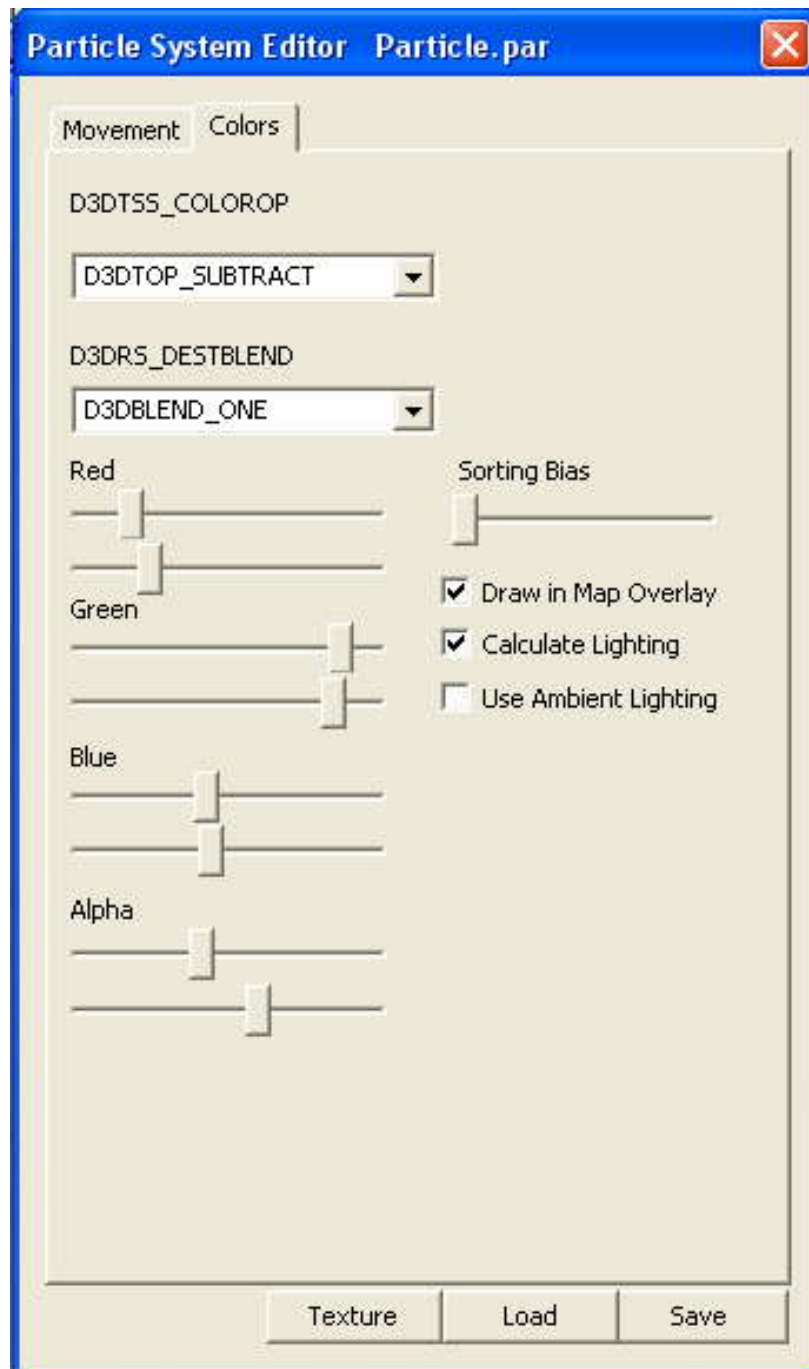 Particle System Editor   Particle.par
Movement Colors
D3DTSS_COLOROP
D3DTOP_SUBTRACT
D3DRS_DESTBLEND
D3DBLEND_ONE
Red
Sorting Bias
Draw in Map Overlay
Green
Calculate Lighting
Use Ambient Lighting
Blue
Alpha
Texture Load Save